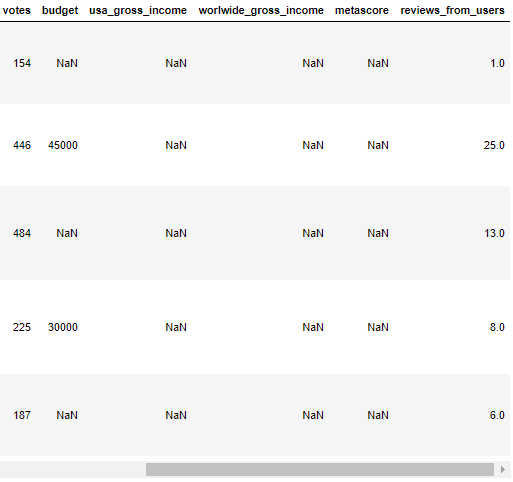 votes budget usa_gross_income worlwide_gross_income metascore reviews_from_users
154 NaN NaN NaN NaN 1.0
446 45000 NaN NaN NaN 25.0
484 NaN NaN NaN NaN 13.0
225 30000 NaN NaN NaN 8.0
187 NaN NaN NaN NaN 6.0